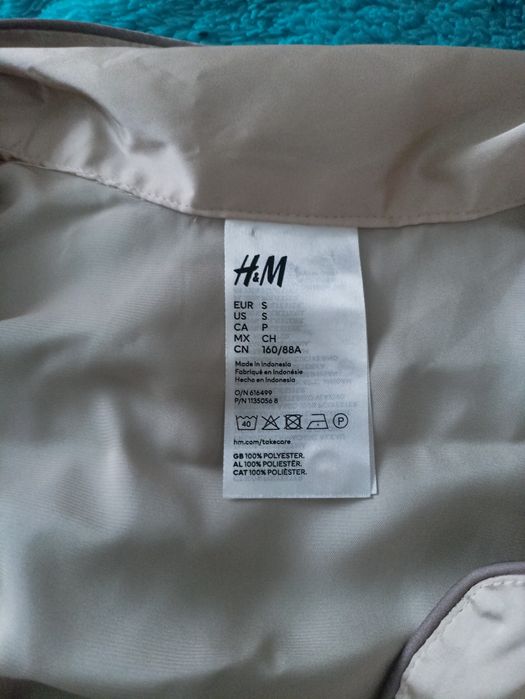 H&M
EUR S
US S
CA P
MX CH
CN 160/88A
Made in Indonesia
Fabriqué en Indonésie
Hecho en Indonesia
O/N 616499
P/N 1135056 8
40 P
hm.com/takecare
GB 100% POLYESTER.
AL 100% POLIESTËR.
CAT 100% POLIÈSTER.